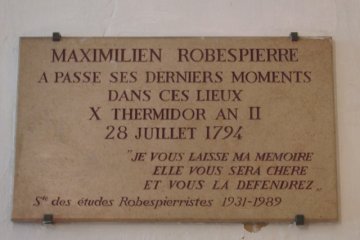 MAXIMILIEN ROBESPIERRE
A PASSE SES DERNIERS MOMENTS
DANS CES LIEUX
X THERMIDOR AN II
28 JUILLET 1794
"JE VOUS LAISSE MA MEMOIRE
ELLE VOUS SERA CHERE
ET VOUS LA DEFENDREZ"
Sté des études Robespierristes 1931-1989